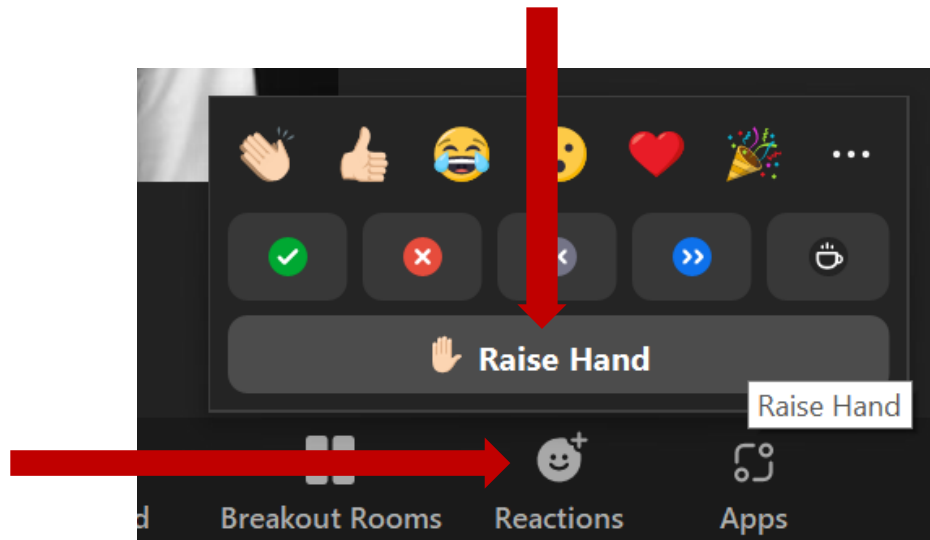 Raise Hand
Raise Hand
d
Breakout Rooms
Reactions
Apps